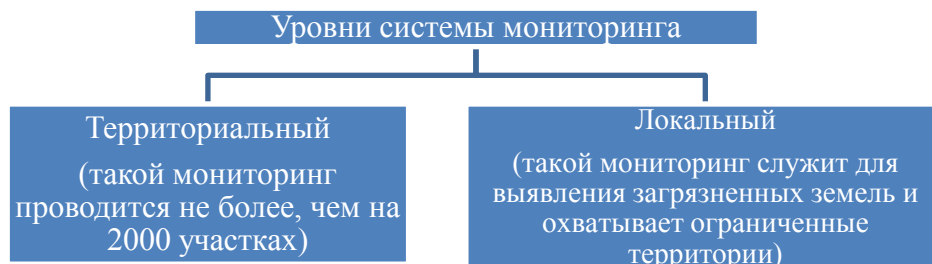 Уровни системы мониторинга
Территориальный
(такой мониторинг
проводится не более, чем на
2000 участках)
Локальный
(такой мониторинг служит для
выявления загрязненных земель и
охватывает ограниченные
территории)